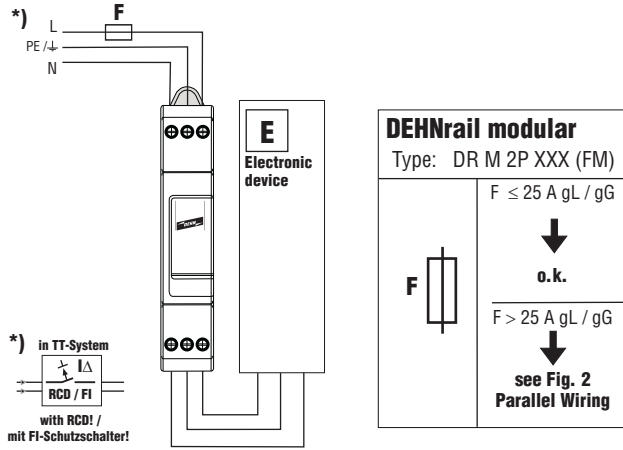 *)
F
L
PE /⏚
N
E
Electronic
device
DEHN
*) in TT-System
IΔ
RCD / FI
with RCD! /
mit FI-Schutzschalter!
DEHNrail modular
Type: DR M 2P XXX (FM)
F
F ≤ 25 A gL / gG
o.k.
F > 25 A gL / gG
see Fig. 2
Parallel Wiring